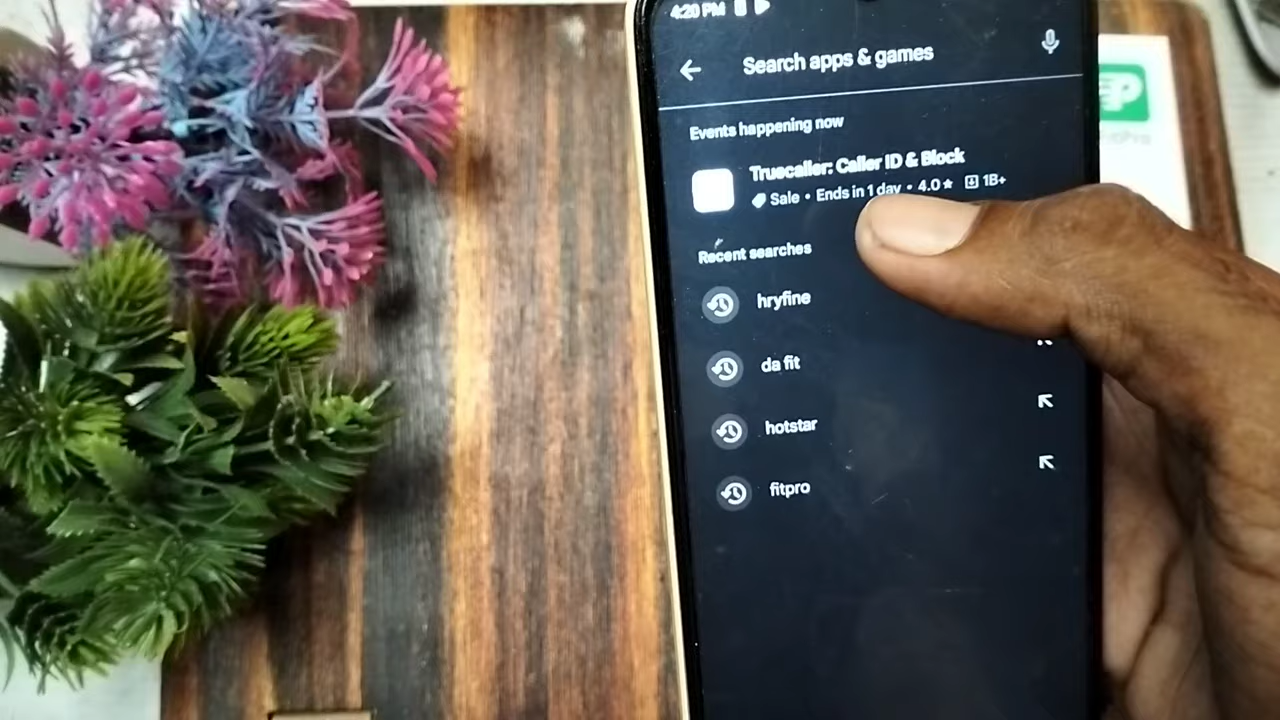 4:20 PM
Search apps & games
Events happening now
Truecaller: Caller ID & Block
Sale • Ends in 1 day • 4.0★ 1B+
Recent searches
hryfine
da fit
hotstar
fitpro